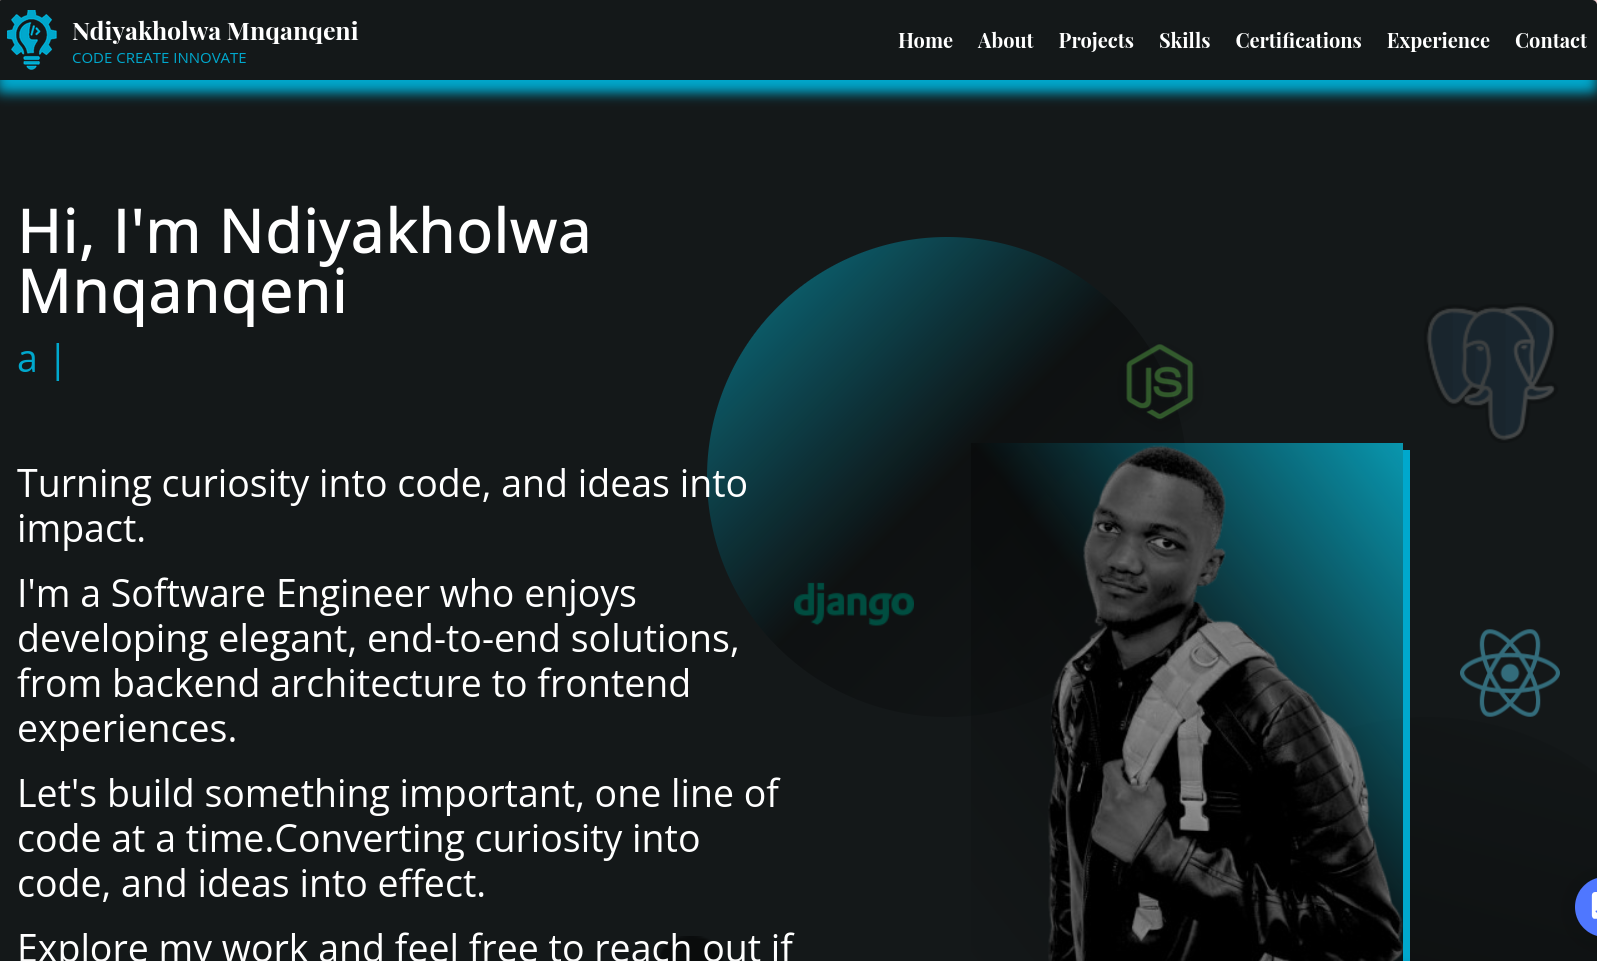 Ndiyakholwa Mnqanqeni
CODE CREATE INNOVATE
Home About Projects Skills Certifications Experience Contact
Hi, I'm Ndiyakholwa
Mnqanqeni
a |
JS
django
Turning curiosity into code, and ideas into
impact.
I'm a Software Engineer who enjoys
developing elegant, end-to-end solutions,
from backend architecture to frontend
experiences.
Let's build something important, one line of
code at a time.Converting curiosity into
code, and ideas into effect.
Explore my work and feel free to reach out if